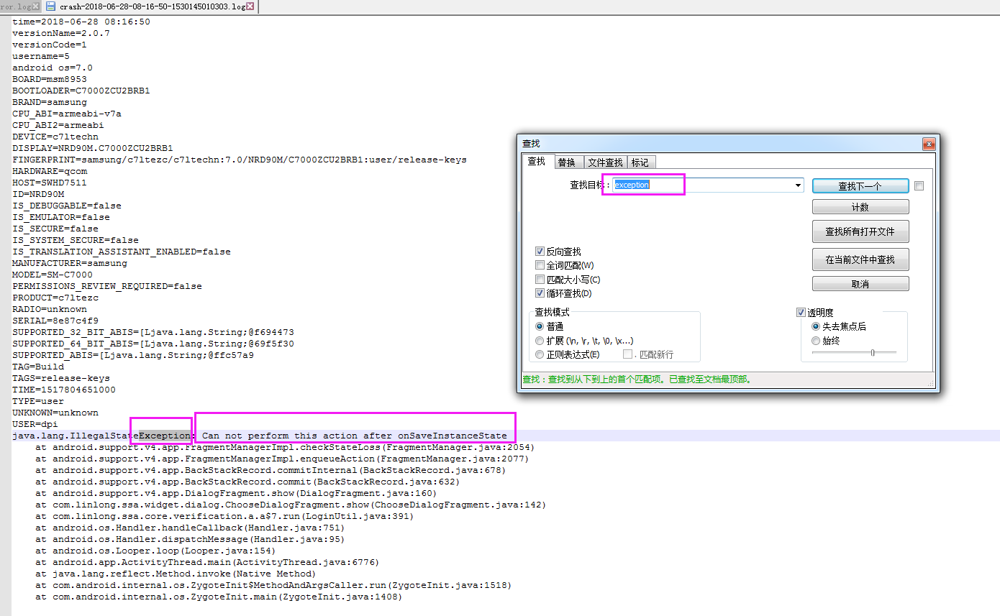 ror.log
crash-2018-06-28-08-16-50-1530145010303.log
time=2018-06-28 08:16:50
versionName=2.0.7
versionCode=1
username=5
android os=7.0
BOARD=msm8953
BOOTLOADER=C7000ZCU2BRB1
BRAND=samsung
CPU_ABI=armeabi-v7a
CPU_ABI2=armeabi
DEVICE=c7ltechn
DISPLAY=NRD90M.C7000ZCU2BRB1
FINGERPRINT=samsung/c7ltezc/c7ltechn:7.0/NRD90M/C7000ZCU2BRB1:user/release-keys
HARDWARE=qcom
HOST=SWHD7511
ID=NRD90M
IS_DEBUGGABLE=false
IS_EMULATOR=false
IS_SECURE=false
IS_SYSTEM_SECURE=false
IS_TRANSLATION_ASSISTANT_ENABLED=false
MANUFACTURER=samsung
MODEL=SM-C7000
PERMISSIONS_REVIEW_REQUIRED=false
PRODUCT=c7ltezc
RADIO=unknown
SERIAL=8e87c4f9
SUPPORTED_32_BIT_ABIS=[Ljava.lang.String;@f694473
SUPPORTED_64_BIT_ABIS=[Ljava.lang.String;@69f5f30
SUPPORTED_ABIS=[Ljava.lang.String;@ffc57a9
TAG=Build
TAGS=release-keys
TIME=1517804651000
TYPE=user
UNKNOWN=unknown
USER=dpi
java.lang.IllegalStateException: Can not perform this action after onSaveInstanceState
at android.support.v4.app.FragmentManagerImpl.checkStateLoss(FragmentManager.java:2054)
at android.support.v4.app.FragmentManagerImpl.enqueueAction(FragmentManager.java:2077)
at android.support.v4.app.BackStackRecord.commitInternal(BackStackRecord.java:678)
at android.support.v4.app.BackStackRecord.commit(BackStackRecord.java:632)
at android.support.v4.app.DialogFragment.show(DialogFragment.java:160)
at com.linlong.ssa.widget.dialog.ChooseDialogFragment.show(ChooseDialogFragment.java:142)
at com.linlong.ssa.core.verification.a.a$7.run(LoginUtil.java:391)
at android.os.Handler.handleCallback(Handler.java:751)
at android.os.Handler.dispatchMessage(Handler.java:95)
at android.os.Looper.loop(Looper.java:154)
at android.app.ActivityThread.main(ActivityThread.java:6776)
at java.lang.reflect.Method.invoke(Native Method)
at com.android.internal.os.ZygoteInit$MethodAndArgsCaller.run(ZygoteInit.java:1518)
at com.android.internal.os.ZygoteInit.main(ZygoteInit.java:1408)
查找
查找 替换 文件查找 标记
查找目标: exception
查找下一个
计数
查找所有打开文件
在当前文件中查找
取消
反向查找
全词匹配(W)
匹配大小写(C)
循环查找(D)
查找模式
普通
扩展 (\n, \r, \t, \0, \x...)
正则表达式(E)
. 匹配新行
透明度
失去焦点后
始终
查找：查找到从下到上的首个匹配项。已查找至文档最顶部。